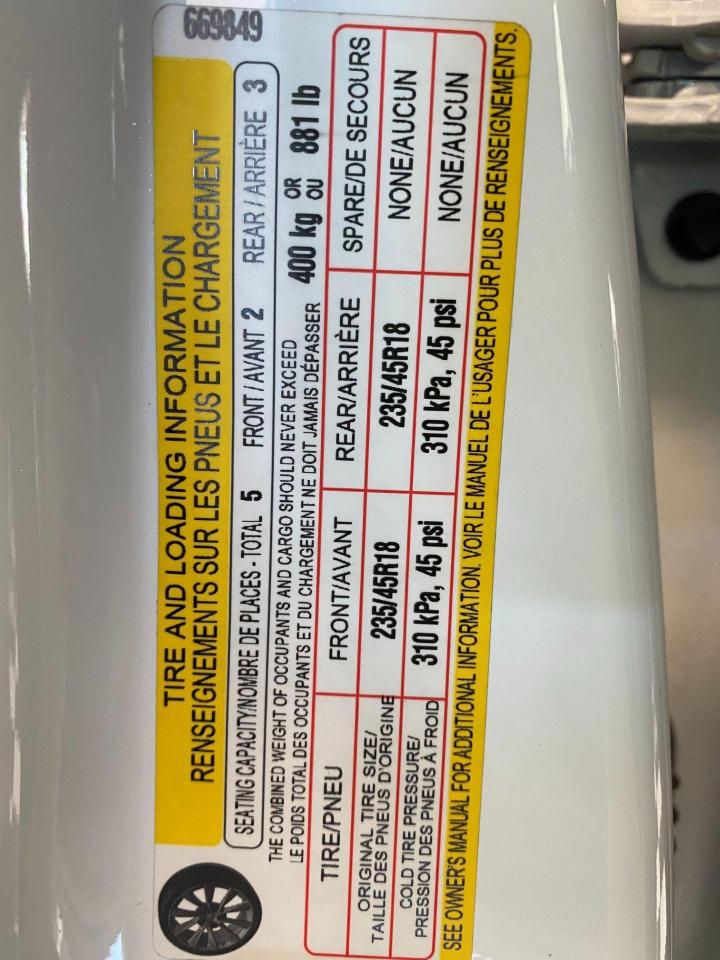 669849
TIRE AND LOADING INFORMATION
RENSEIGNEMENTS SUR LES PNEUS ET LE CHARGEMENT
SEATING CAPACITY/NOMBRE DE PLACES - TOTAL 5 FRONT / AVANT 2 REAR / ARRIÈRE 3
THE COMBINED WEIGHT OF OCCUPANTS AND CARGO SHOULD NEVER EXCEED
LE POIDS TOTAL DES OCCUPANTS ET DU CHARGEMENT NE DOIT JAMAIS DÉPASSER
400 kg OR
OU 881 lb
TIRE/PNEU FRONT/AVANT REAR/ARRIÈRE SPARE/DE SECOURS
ORIGINAL TIRE SIZE/
TAILLE DES PNEUS D'ORIGINE
235/45R18 235/45R18 NONE/AUCUN
COLD TIRE PRESSURE/
PRESSION DES PNEUS À FROID
310 kPa, 45 psi 310 kPa, 45 psi NONE/AUCUN
SEE OWNER'S MANUAL FOR ADDITIONAL INFORMATION. VOIR LE MANUEL DE L'USAGER POUR PLUS DE RENSEIGNEMENTS.